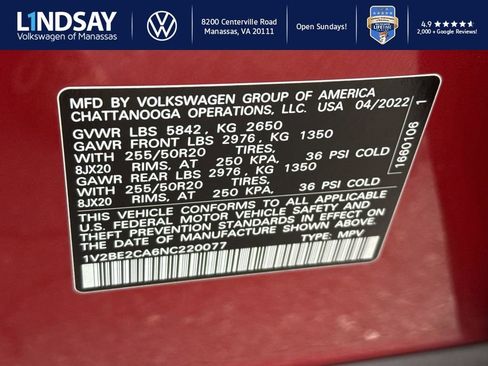 LINDSAY
Volkswagen of Manassas
8200 Centerville Road
Manassas, VA 20111
Open Sundays!
LIFETIME
4.9 ★★★★★
2,000 + Google Reviews!
MFD BY VOLKSWAGEN GROUP OF AMERICA
CHATTANOOGA OPERATIONS, LLC. USA 04/2022
GVWR LBS 5842, KG 2650
GAWR FRONT LBS 2976, KG 1350
WITH 255/50R20 TIRES,
8JX20 RIMS, AT 250 KPA, 36 PSI COLD
GAWR REAR LBS 2976, KG 1350
WITH 255/50R20 TIRES,
8JX20 RIMS, AT 250 KPA, 36 PSI COLD
THIS VEHICLE CONFORMS TO ALL APPLICABLE
U.S. FEDERAL MOTOR VEHICLE SAFETY AND
THEFT PREVENTION STANDARDS IN EFFECT ON
THE DATE OF MANUFACTURE SHOWN ABOVE.
1V2BE2CA6NC220077 TYPE: MPV
1660106 1